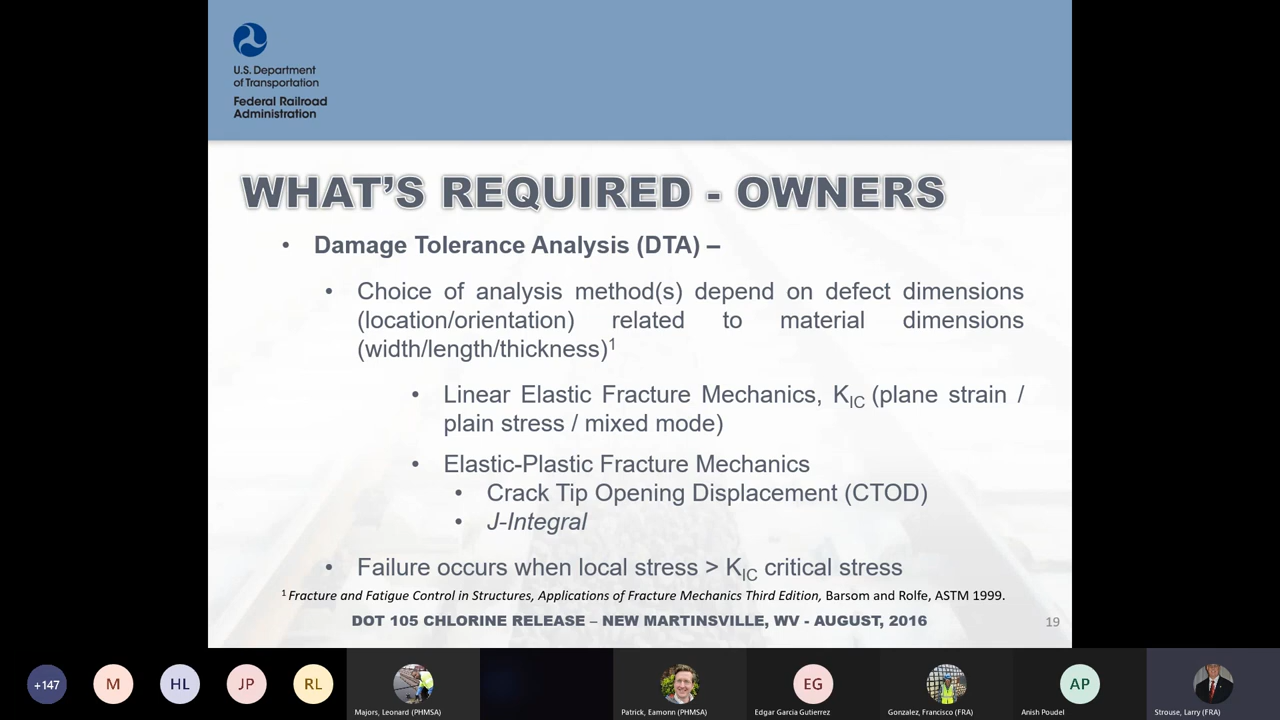 U.S. Department
of Transportation
Federal Railroad
Administration
WHAT'S REQUIRED - OWNERS
• Damage Tolerance Analysis (DTA) –
• Choice of analysis method(s) depend on defect dimensions
(location/orientation) related to material dimensions
(width/length/thickness)1
• Linear Elastic Fracture Mechanics, KIC (plane strain /
plain stress / mixed mode)
• Elastic-Plastic Fracture Mechanics
• Crack Tip Opening Displacement (CTOD)
• J-Integral
• Failure occurs when local stress > KIC critical stress
1 Fracture and Fatigue Control in Structures, Applications of Fracture Mechanics Third Edition, Barsom and Rolfe, ASTM 1999.
DOT 105 CHLORINE RELEASE – NEW MARTINSVILLE, WV - AUGUST, 2016
19
+147
M
HL
JP
RL
EG
AP
Majors, Leonard (PHMSA)
Patrick, Eamonn (PHMSA)
Edgar Garcia Gutierrez
Gonzalez, Francisco (FRA)
Anish Poudel
Strouse, Larry (FRA)